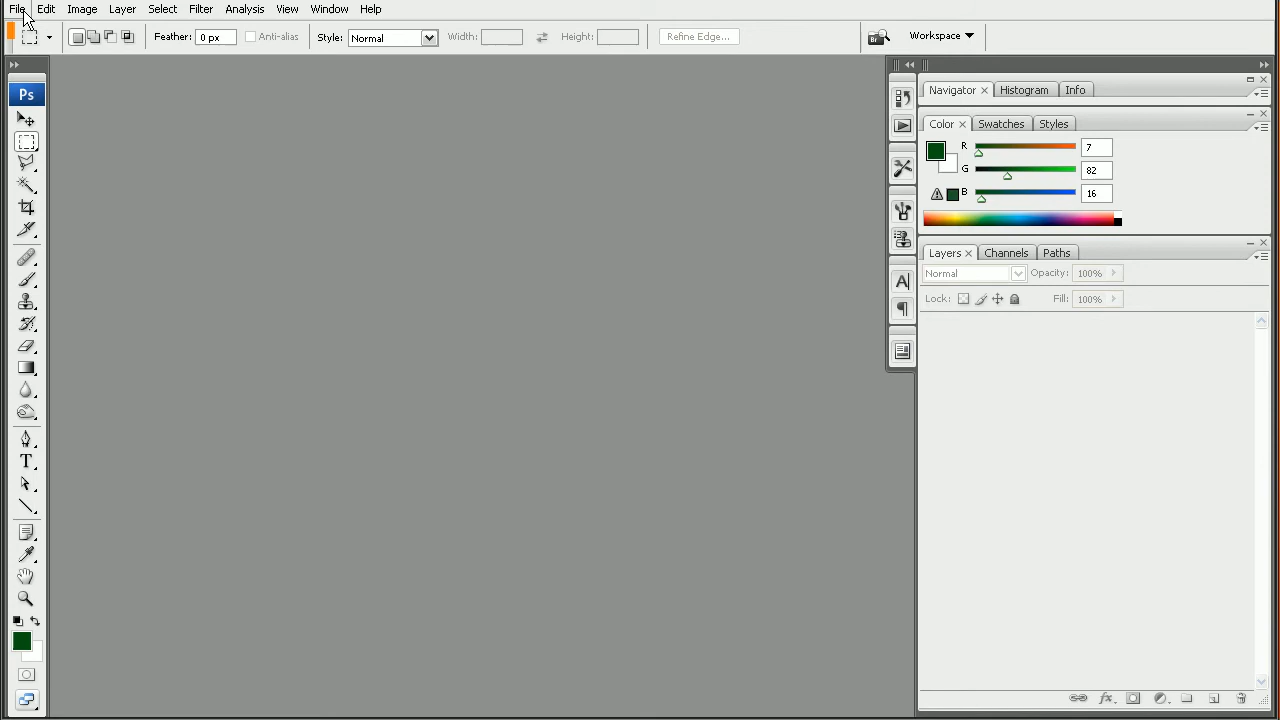 File Edit Image Layer Select Filter Analysis View Window Help
Feather: 0 px Anti-alias Style: Normal Width: Height: Refine Edge... Br Workspace
Ps
Navigator Histogram Info
Color Swatches Styles
R 7
G 82
B 16
Layers Channels Paths
Normal Opacity: 100%
Lock: Fill: 100%
A
T
fx